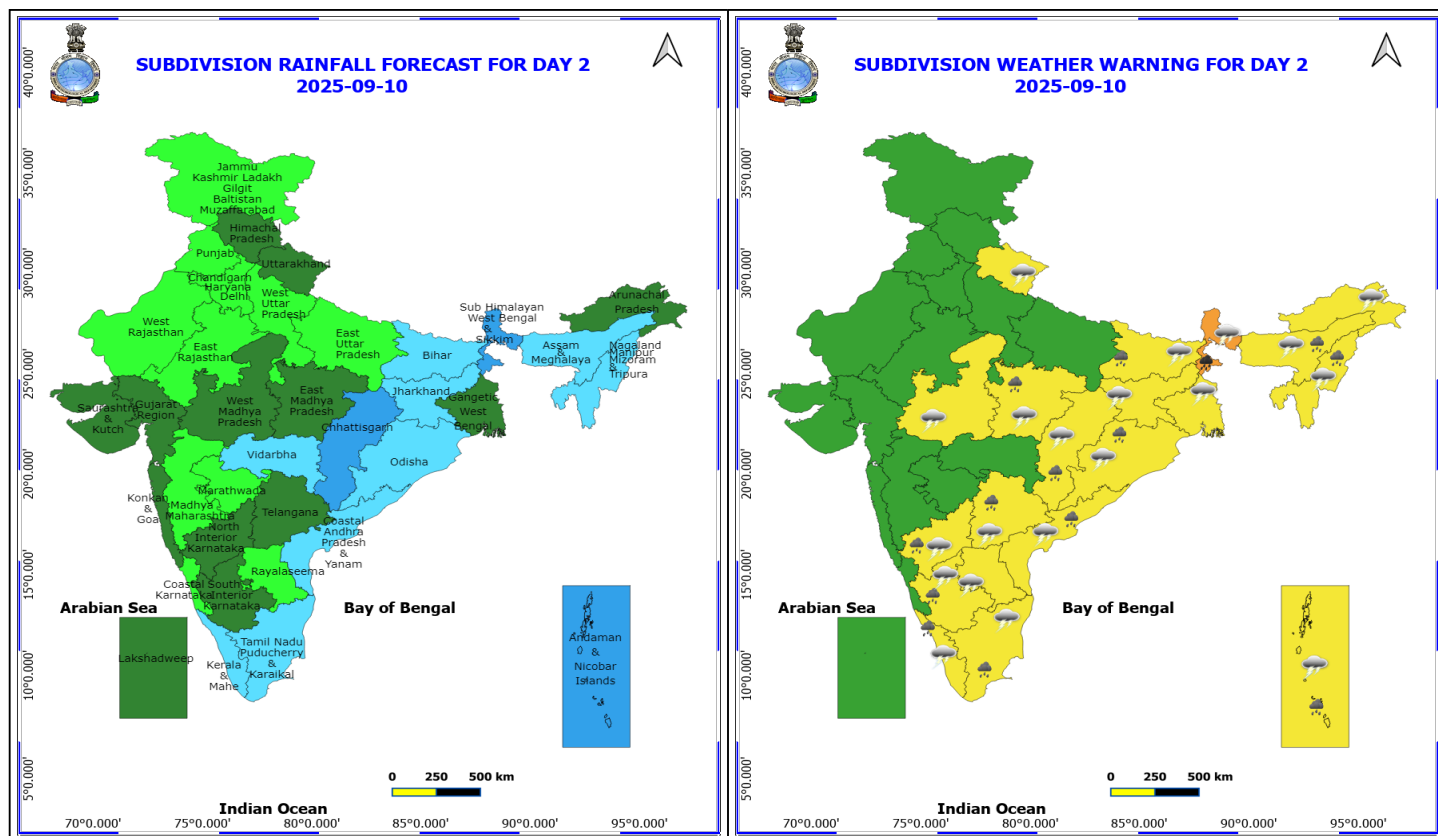 SUBDIVISION RAINFALL FORECAST FOR DAY 2
2025-09-10
40°0.000'
35°0.000'
30°0.000'
25°0.000'
20°0.000'
15°0.000'
10°0.000'
5°0.000'
Jammu
Kashmir Ladakh
Gilgit
Baltistan
Muzaffarabad
Himachal
Pradesh
Punjab
Uttarakhand
Chandigarh
Haryana
Delhi
West
Uttar
Pradesh
West
Rajasthan
East
Rajasthan
East
Uttar
Pradesh
Sub Himalayan
West Bengal
&
Sikkim
Arunachal
Pradesh
Bihar
Assam
&
Meghalaya
Nagaland
Manipur
Mizoram
&
Tripura
Jharkhand
Gangetic
West
Bengal
Saurashtra
&
Kutch
Gujarat
Region
West
Madhya
Pradesh
East
Madhya
Pradesh
Chhattisgarh
Vidarbha
Odisha
Konkan
&
Goa
Madhya
Maharashtra
Marathwada
Telangana
North
Interior
Karnataka
Coastal
Andhra
Pradesh
&
Yanam
Rayalaseema
Coastal
Karnataka
South
Interior
Karnataka
Arabian Sea
Bay of Bengal
Lakshadweep
Kerala
&
Mahe
Tamil Nadu
Puducherry
&
Karaikal
Andaman
&
Nicobar
Islands
0 250 500 km
Indian Ocean
70°0.000' 75°0.000' 80°0.000' 85°0.000' 90°0.000' 95°0.000'
SUBDIVISION WEATHER WARNING FOR DAY 2
2025-09-10
40°0.000'
35°0.000'
30°0.000'
25°0.000'
20°0.000'
15°0.000'
10°0.000'
5°0.000'
Arabian Sea
Bay of Bengal
0 250 500 km
Indian Ocean
70°0.000' 75°0.000' 80°0.000' 85°0.000' 90°0.000' 95°0.000'